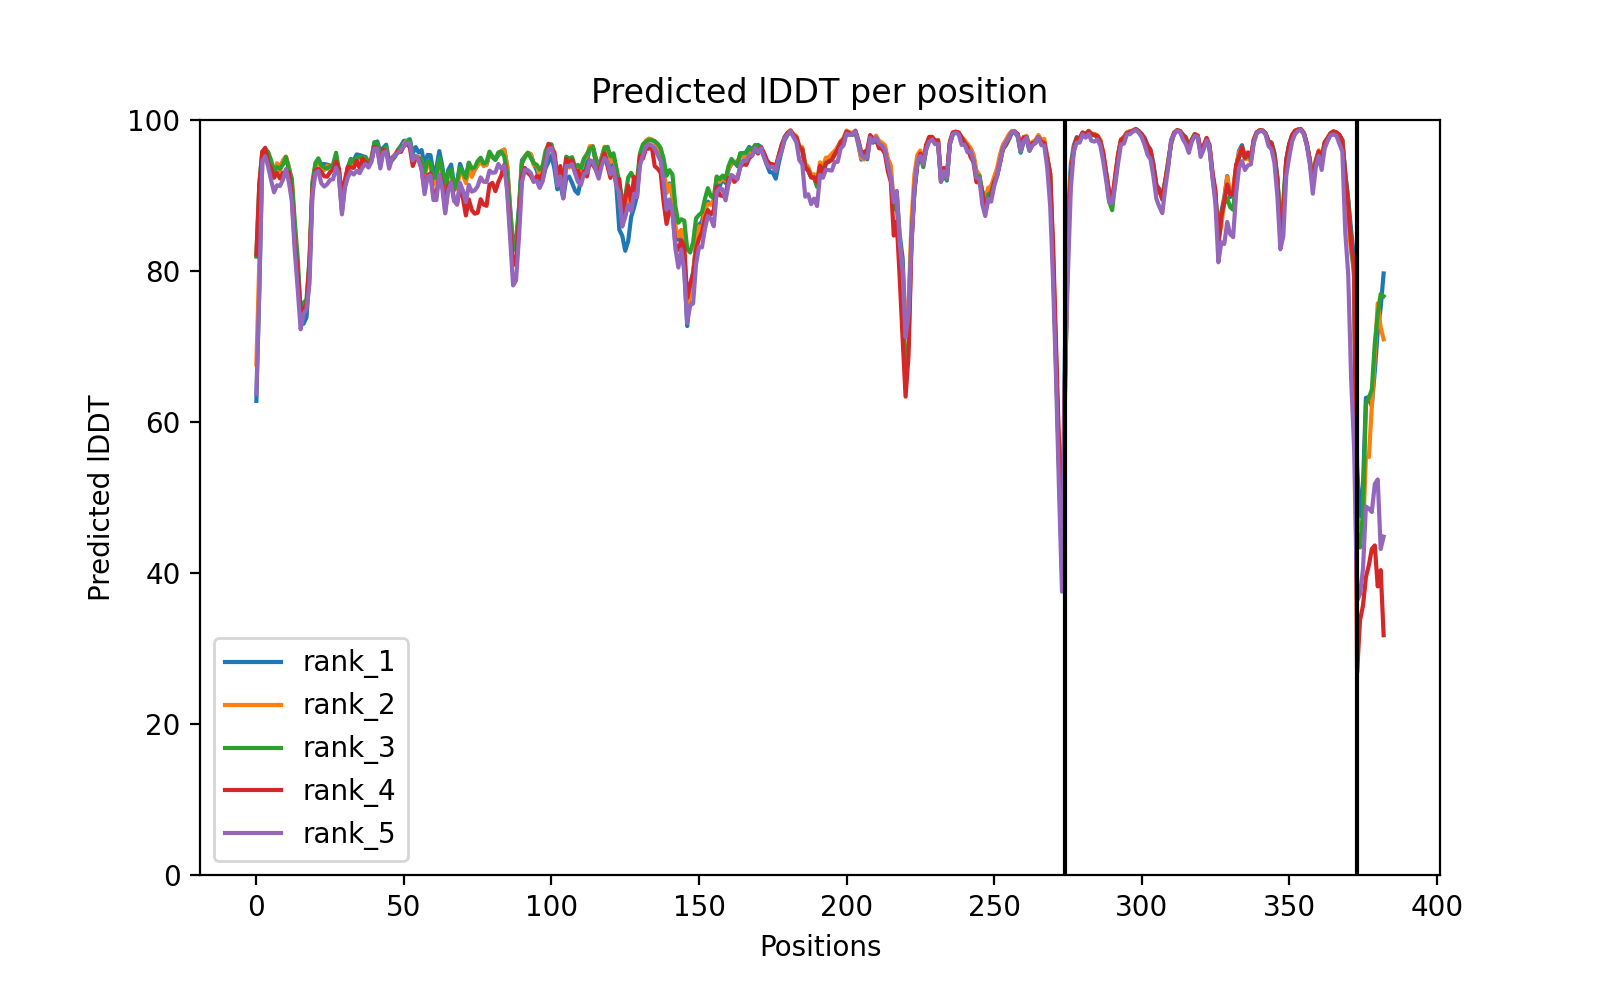 Predicted lDDT per position
Predicted lDDT
100
80
60
40
20
0
rank_1
rank_2
rank_3
rank_4
rank_5
0 50 100 150 200 250 300 350 400
Positions